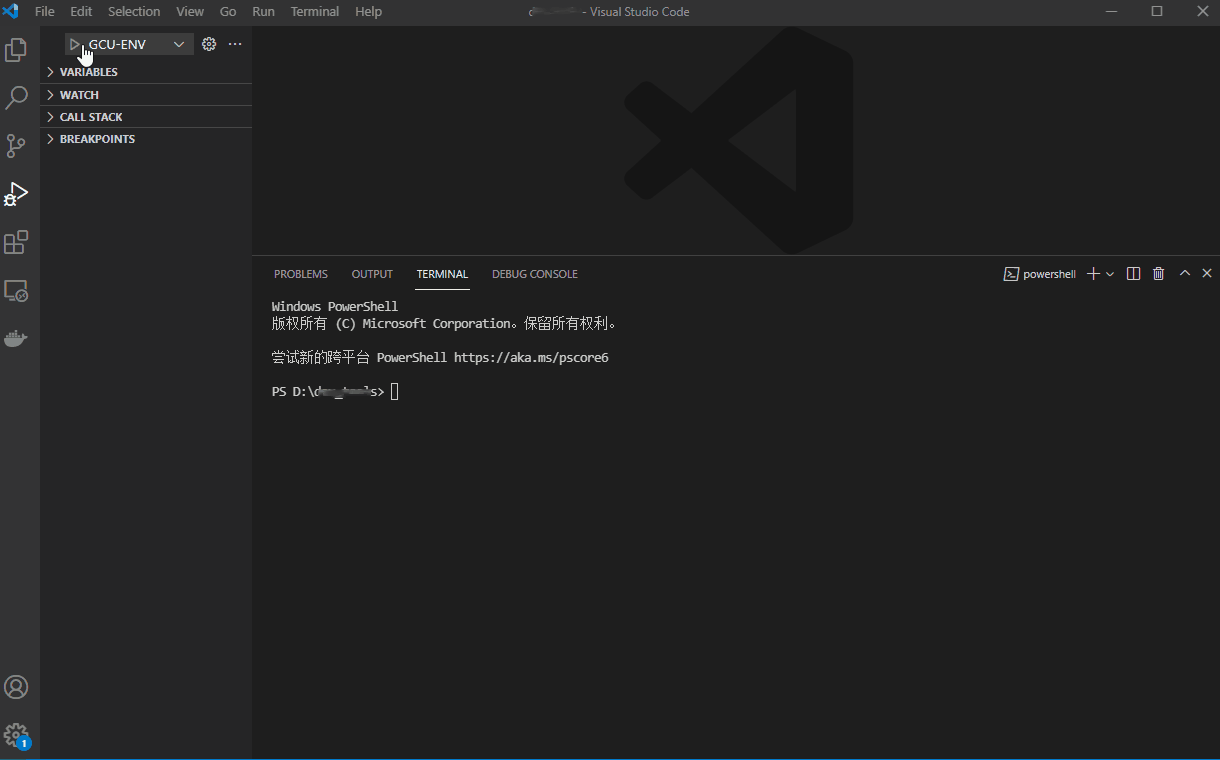 File Edit Selection View Go Run Terminal Help - Visual Studio Code
GCU-ENV
VARIABLES
WATCH
CALL STACK
BREAKPOINTS
PROBLEMS OUTPUT TERMINAL DEBUG CONSOLE powershell
Windows PowerShell
版权所有 (C) Microsoft Corporation。保留所有权利。
尝试新的跨平台 PowerShell https://aka.ms/pscore6
PS D:\
1